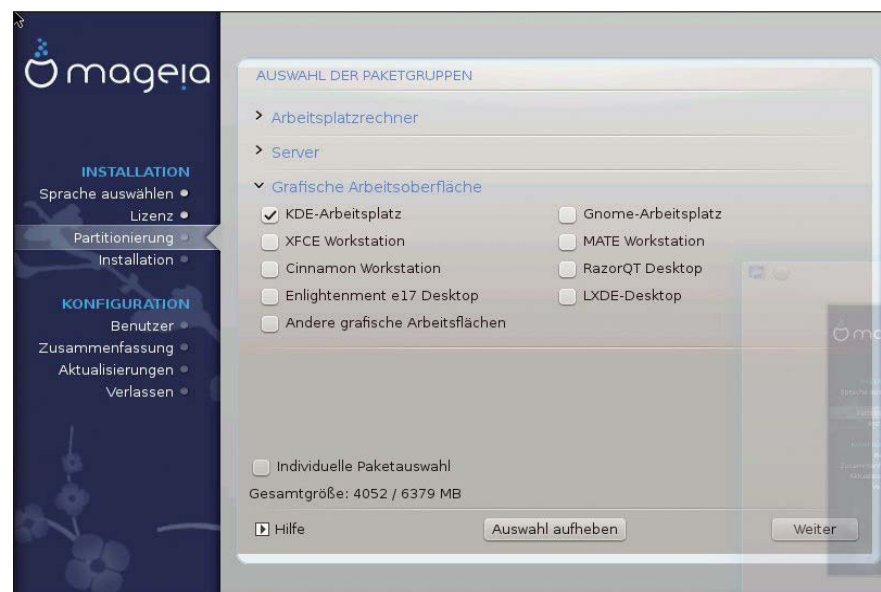 mageia
INSTALLATION
Sprache auswählen
Lizenz
Partitionierung
Installation
KONFIGURATION
Benutzer
Zusammenfassung
Aktualisierungen
Verlassen
AUSWAHL DER PAKETGRUPPEN
Arbeitsplatzrechner
Server
Grafische Arbeitsoberfläche
KDE-Arbeitsplatz
Gnome-Arbeitsplatz
XFCE Workstation
MATE Workstation
Cinnamon Workstation
RazorQT Desktop
Enlightenment e17 Desktop
LXDE-Desktop
Andere grafische Arbeitsflächen
Individuelle Paketauswahl
Gesamtgröße: 4052 / 6379 MB
Hilfe
Auswahl aufheben
Weiter